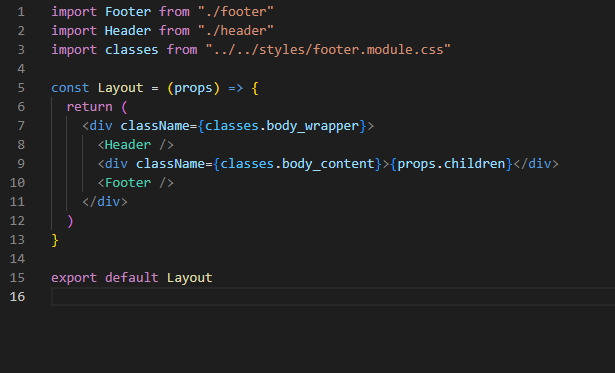 1 import Footer from "./footer"
2 import Header from "./header"
3 import classes from "../../styles/footer.module.css"
4
5 const Layout = (props) => {
6   return (
7     <div className={classes.body_wrapper}>
8       <Header />
9       <div className={classes.body_content}>{props.children}</div>
10       <Footer />
11     </div>
12   )
13 }
14
15 export default Layout
16